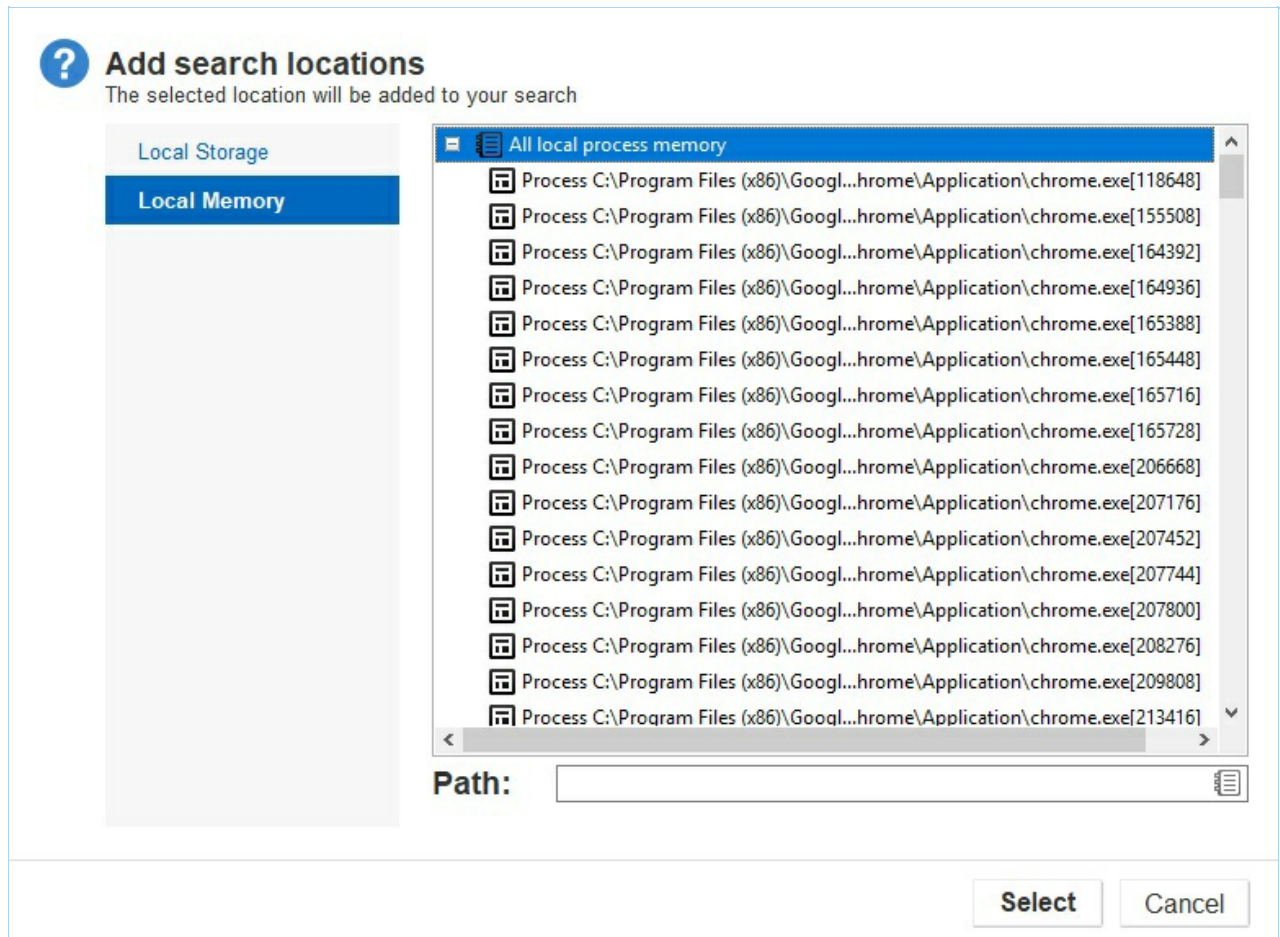 Add search locations
The selected location will be added to your search
Local Storage
Local Memory
All local process memory
Process C:\Program Files (x86)\Googl...hrome\Application\chrome.exe[118648]
Process C:\Program Files (x86)\Googl...hrome\Application\chrome.exe[155508]
Process C:\Program Files (x86)\Googl...hrome\Application\chrome.exe[164392]
Process C:\Program Files (x86)\Googl...hrome\Application\chrome.exe[164936]
Process C:\Program Files (x86)\Googl...hrome\Application\chrome.exe[165388]
Process C:\Program Files (x86)\Googl...hrome\Application\chrome.exe[165448]
Process C:\Program Files (x86)\Googl...hrome\Application\chrome.exe[165716]
Process C:\Program Files (x86)\Googl...hrome\Application\chrome.exe[165728]
Process C:\Program Files (x86)\Googl...hrome\Application\chrome.exe[206668]
Process C:\Program Files (x86)\Googl...hrome\Application\chrome.exe[207176]
Process C:\Program Files (x86)\Googl...hrome\Application\chrome.exe[207452]
Process C:\Program Files (x86)\Googl...hrome\Application\chrome.exe[207744]
Process C:\Program Files (x86)\Googl...hrome\Application\chrome.exe[207800]
Process C:\Program Files (x86)\Googl...hrome\Application\chrome.exe[208276]
Process C:\Program Files (x86)\Googl...hrome\Application\chrome.exe[209808]
Process C:\Program Files (x86)\Googl...hrome\Application\chrome.exe[213416]
Path:
Select
Cancel